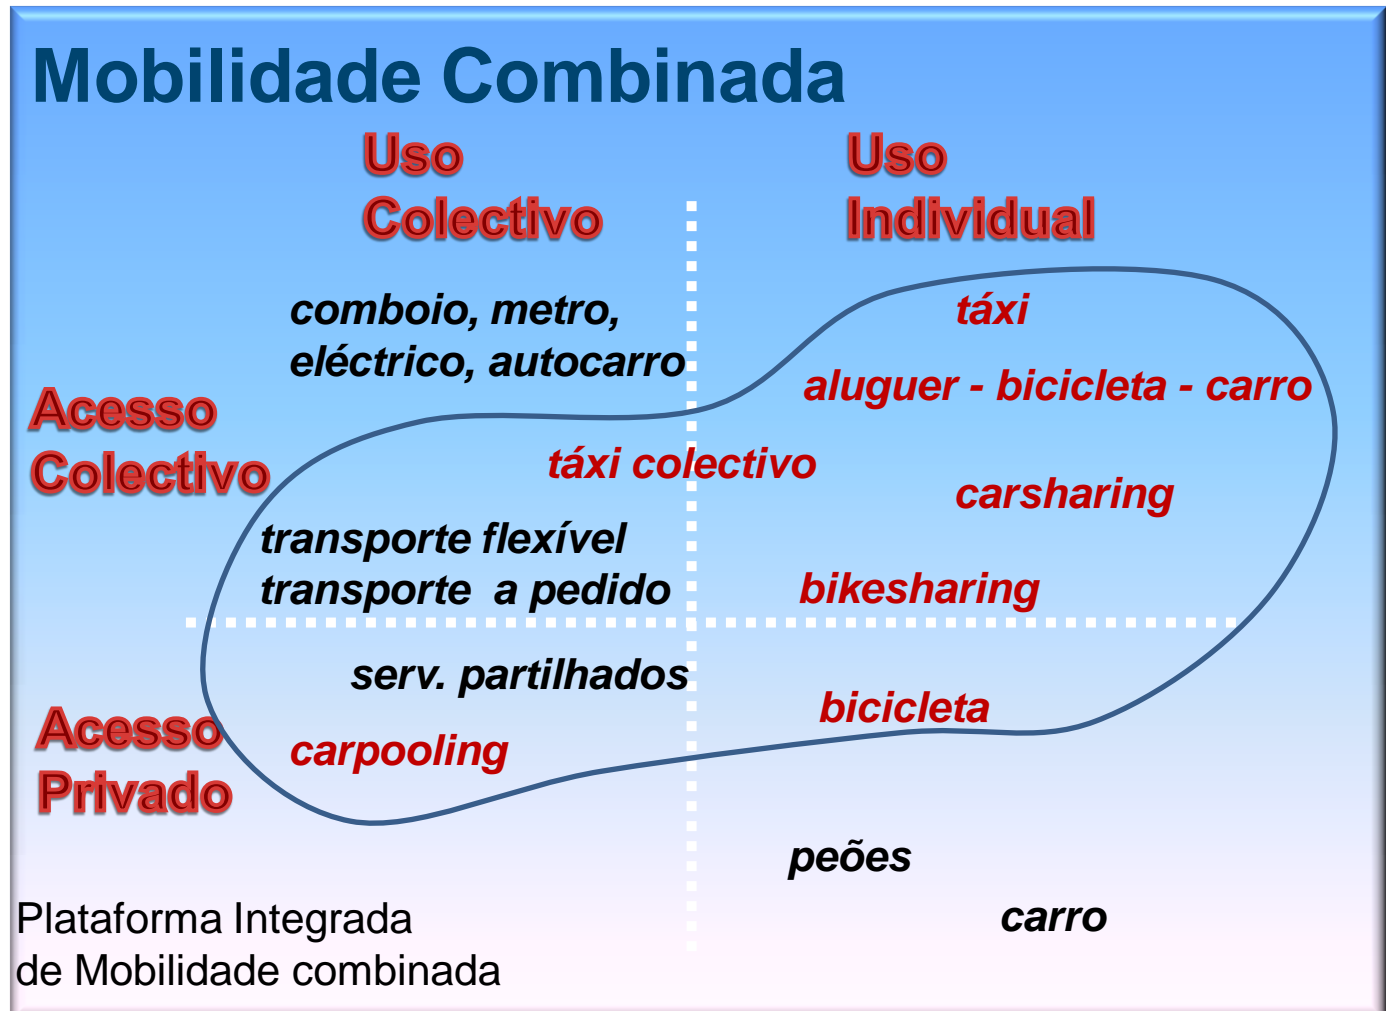 Mobilidade Combinada
Uso
Colectivo
Uso
Individual
comboio, metro,
eléctrico, autocarro
táxi
aluguer - bicicleta - carro
Acesso
Colectivo
táxi colectivo
carsharing
transporte flexível
transporte a pedido
bikesharing
serv. partilhados
bicicleta
Acesso
Privado
carpooling
peões
carro
Plataforma Integrada
de Mobilidade combinada